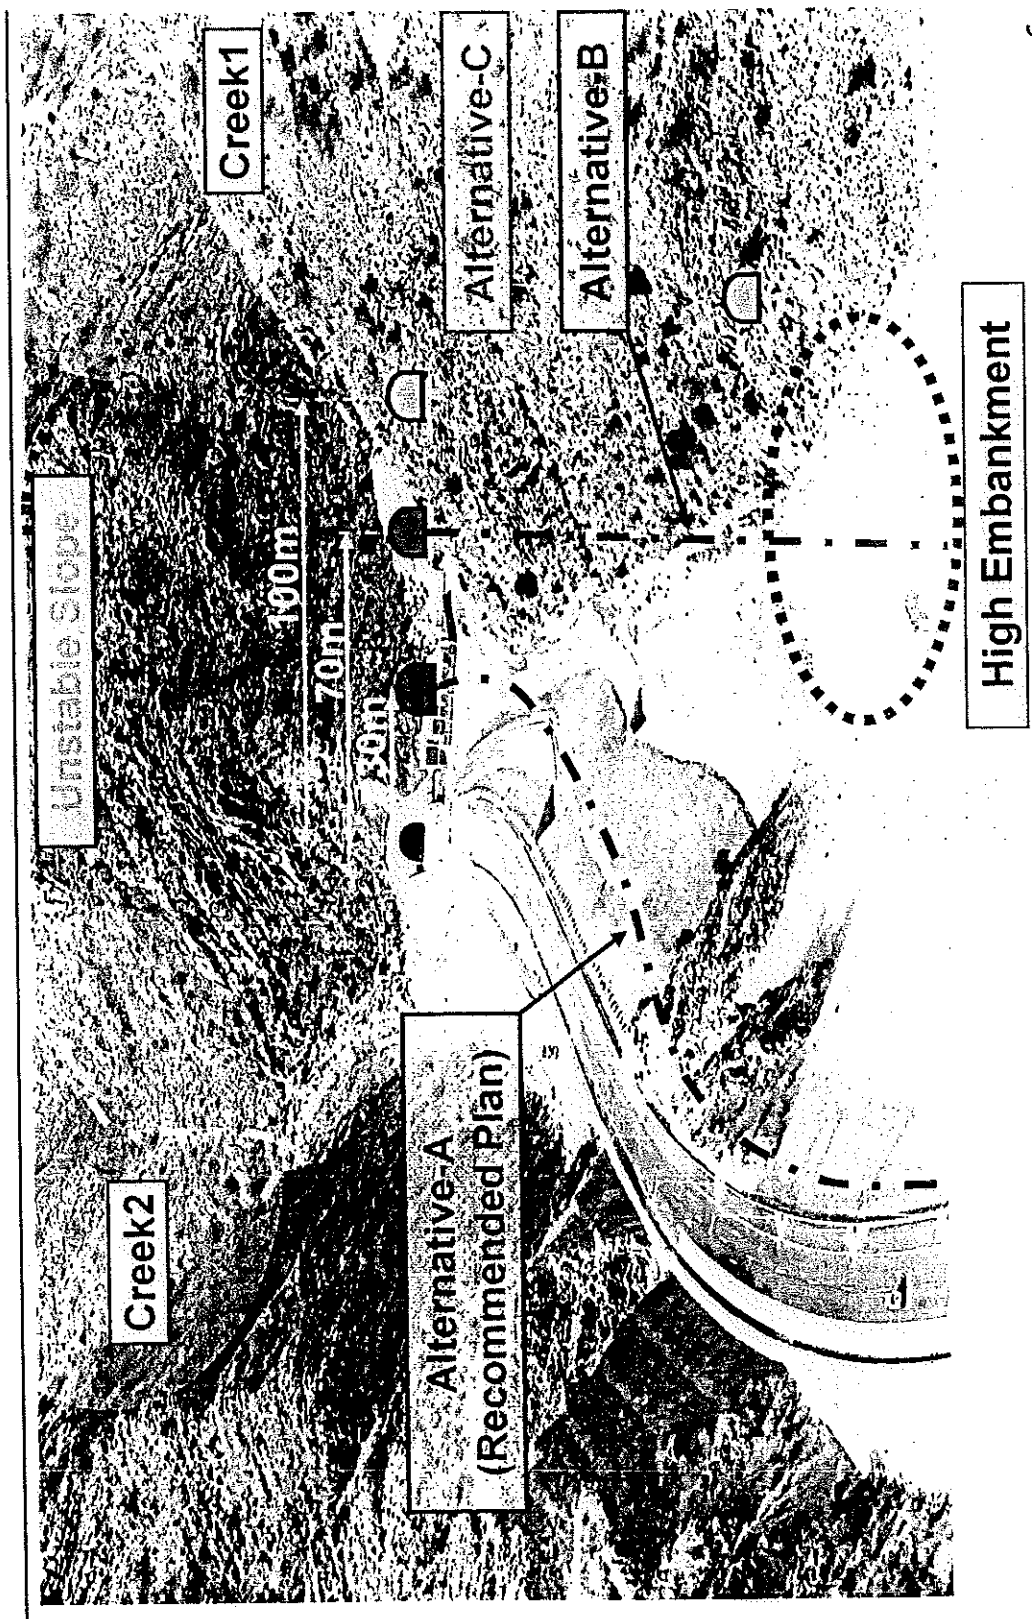 Unstable Slope
Creek1
Creek2
100m
70m
30m
Alternative-C
Alternative-B
Alternative-A
(Recommended Plan)
High Embankment